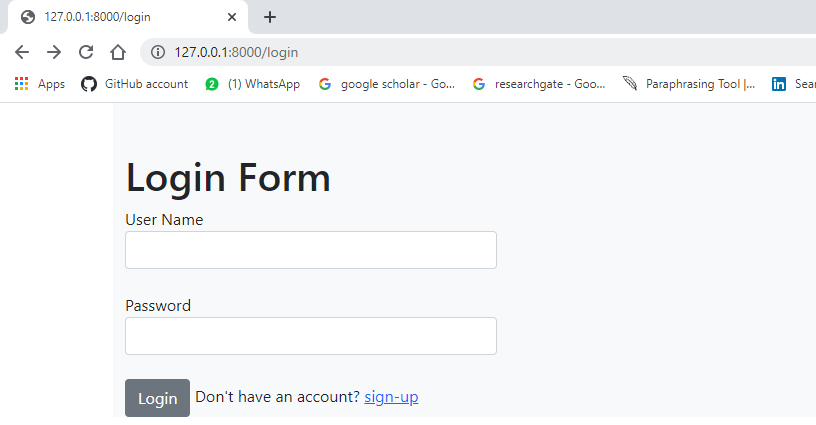 127.0.0.1:8000/login
127.0.0.1:8000/login
Apps GitHub account 2 (1) WhatsApp google scholar - Go... researchgate - Goo... Paraphrasing Tool |... in Sear
Login Form
User Name
Password
Login Don't have an account? sign-up